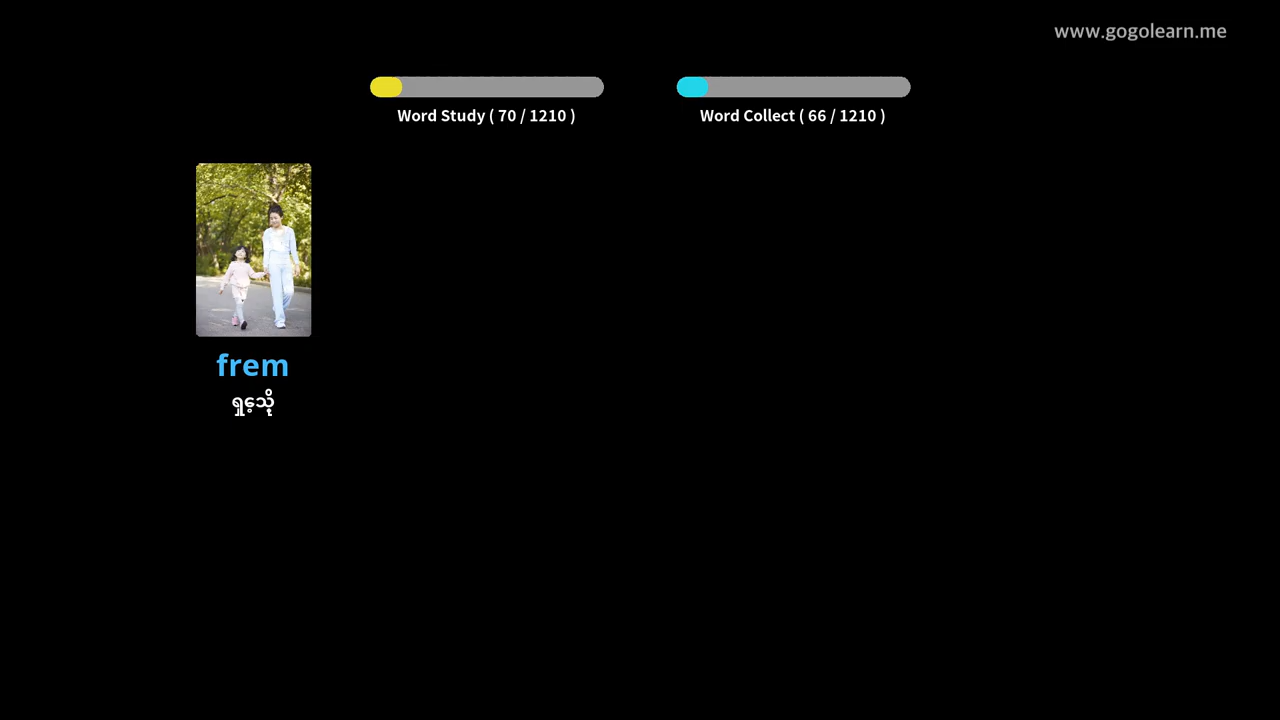 www.gogolearn.me
Word Study ( 70 / 1210 )
Word Collect ( 66 / 1210 )
frem
ရှေ့သို့